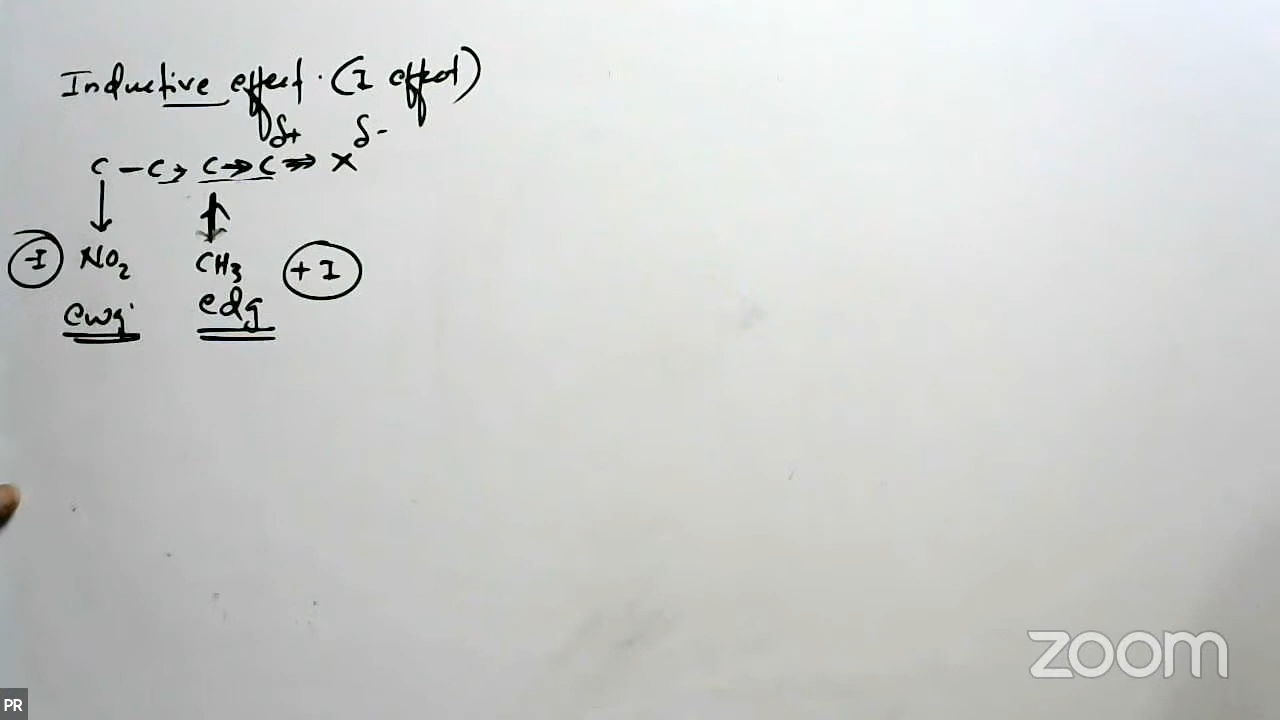 Inductive effect. (I effect)
δ+ δ-
C - C > C >> C >>> X
-I NO2 CH3 + I
ewg edg
zoom
PR